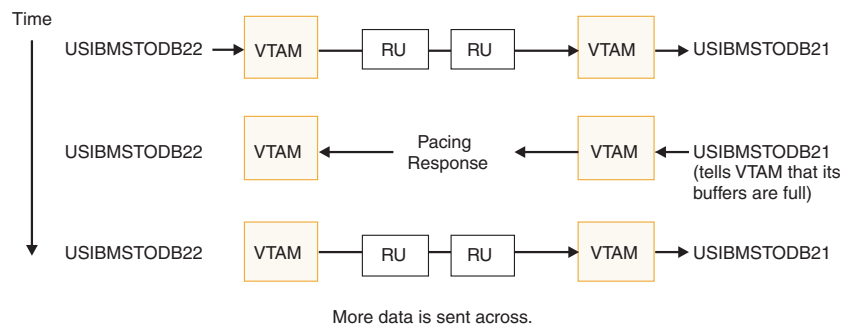 Time
USIBMSTODB22 VTAM RU RU VTAM USIBMSTODB21
USIBMSTODB22 VTAM Pacing Response VTAM USIBMSTODB21
(tells VTAM that its
buffers are full)
USIBMSTODB22 VTAM RU RU VTAM USIBMSTODB21
More data is sent across.